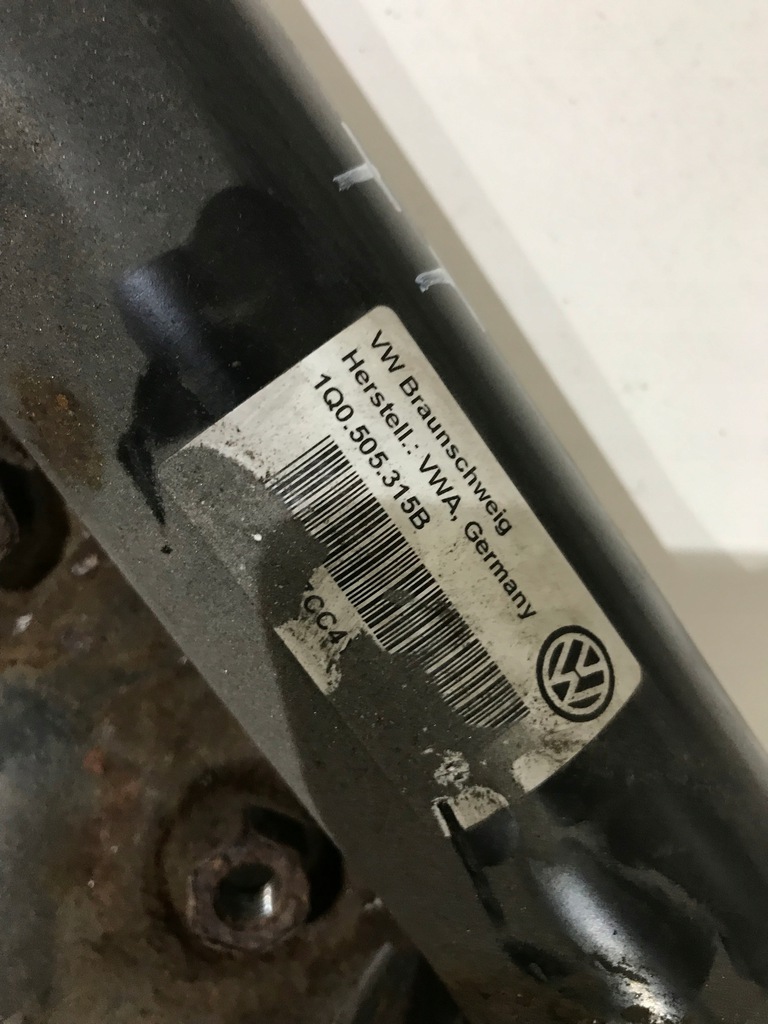 VW Braunschweig
Herstell.: VWA, Germany
1Q0.505.315B
CC4